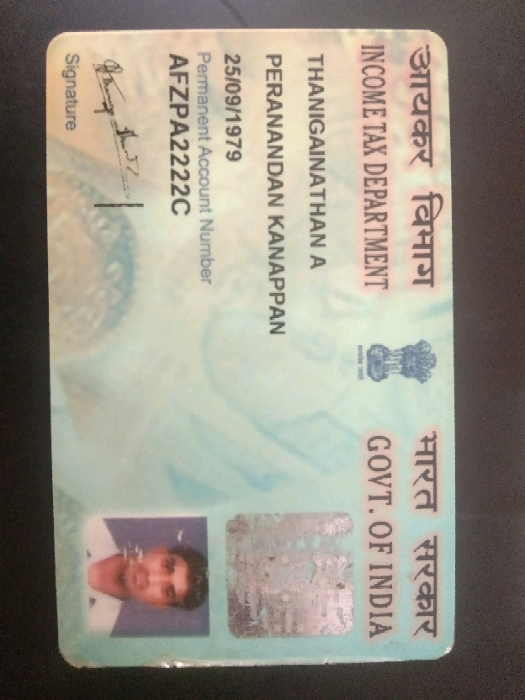 आयकर विभाग
INCOME TAX DEPARTMENT
भारत सरकार
GOVT. OF INDIA
THANIGAINATHAN A
PERANANDAN KANAPPAN
25/09/1979
Permanent Account Number
AFZPA2222C
Signature